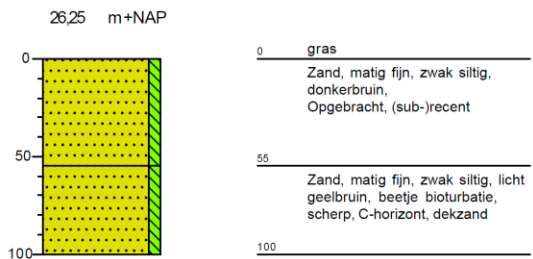 26,25 m+NAP
0
50
100
0 gras
Zand, matig fijn, zwak siltig,
donkerbruin,
Opgebracht, (sub-)recent
55
Zand, matig fijn, zwak siltig, licht
geelbruin, beetje bioturbatie,
scherp, C-horizont, dekzand
100